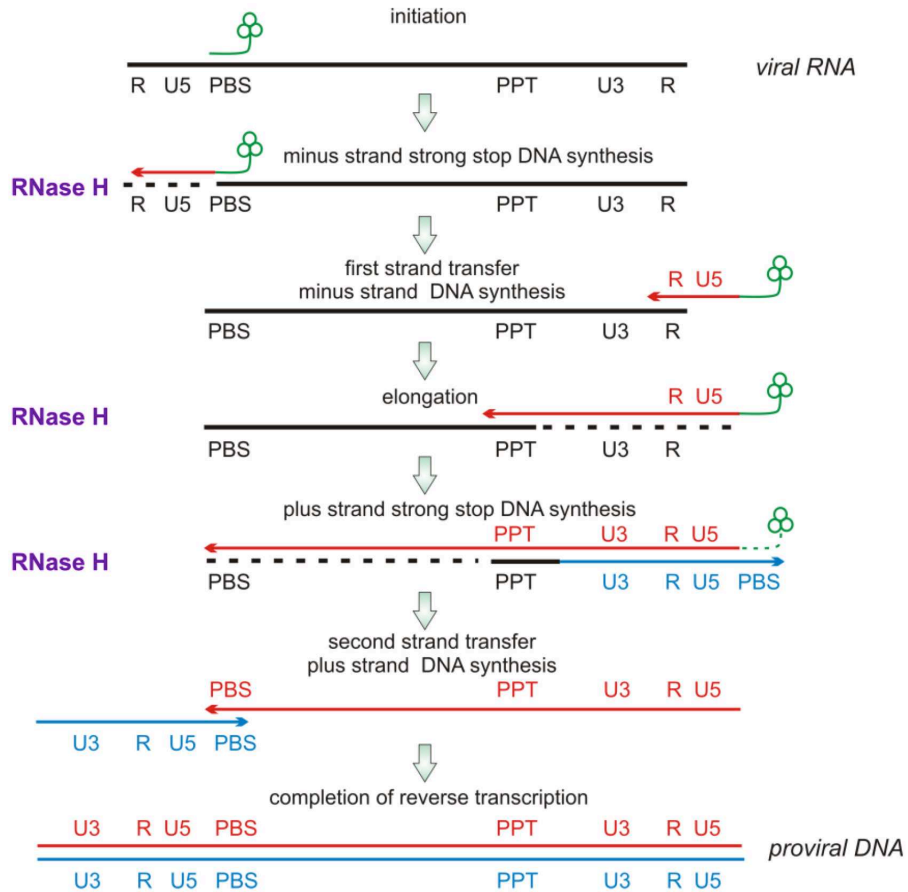 initiation
viral RNA
R U5 PBS PPT U3 R
minus strand strong stop DNA synthesis
RNase H
R U5 PBS PPT U3 R
first strand transfer
minus strand DNA synthesis
R U5
PBS PPT U3 R
elongation
R U5
RNase H
PBS PPT U3 R
plus strand strong stop DNA synthesis
PPT U3 R U5
RNase H
PBS PPT U3 R U5 PBS
second strand transfer
plus strand DNA synthesis
PBS PPT U3 R U5
U3 R U5 PBS
completion of reverse transcription
U3 R U5 PBS PPT U3 R U5
proviral DNA
U3 R U5 PBS PPT U3 R U5